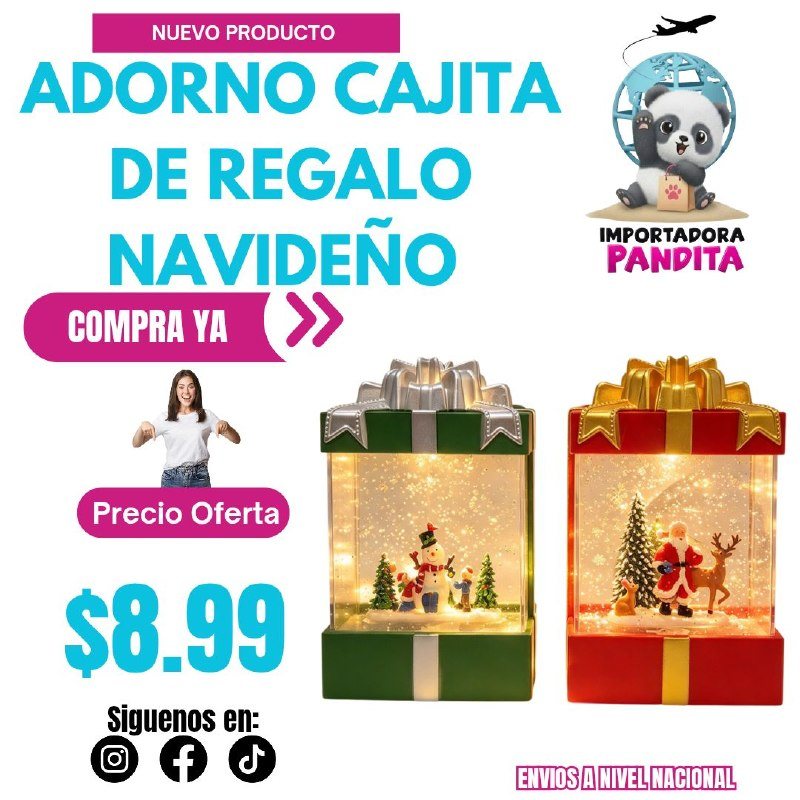 NUEVO PRODUCTO
ADORNO CAJITA
DE REGALO
NAVIDEÑO
IMPORTADORA
PANDITA
COMPRA YA
Precio Oferta
$8.99
Siguenos en:
ENVIOS A NIVEL NACIONAL